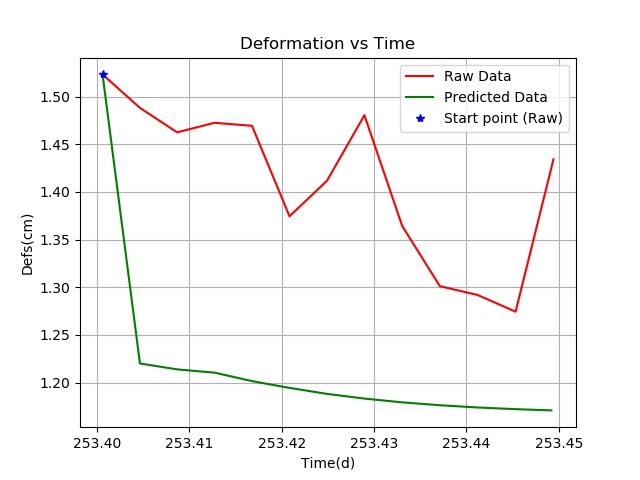 Deformation vs Time
Raw Data
Predicted Data
Start point (Raw)
Defs(cm)
1.50
1.45
1.40
1.35
1.30
1.25
1.20
253.40 253.41 253.42 253.43 253.44 253.45
Time(d)